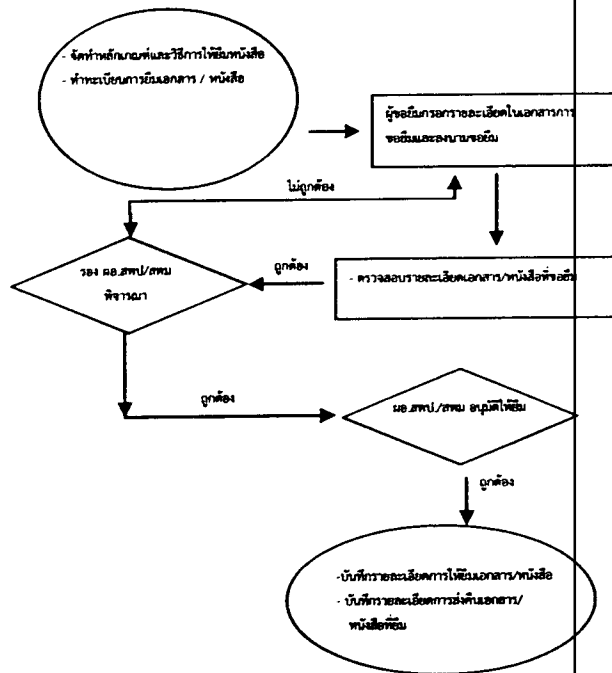 - จัดทำหลักเกณฑ์และวิธีการให้ยืมหนังสือ
- ทำทะเบียนการยืมเอกสาร / หนังสือ
ผู้ขอยืมกรอกรายละเอียดในเอกสารการ
ขอยืมและลงนามขอยืม
ไม่ถูกต้อง
รอง ผอ.สพป/สพม
พิจารณา
ถูกต้อง
- ตรวจสอบรายละเอียดเอกสาร/หนังสือที่ขอยืม
ถูกต้อง
ผอ.สพป./สพม อนุมัติให้ยืม
ถูกต้อง
-บันทึกรายละเอียดการให้ยืมเอกสาร/หนังสือ
- บันทึกรายละเอียดการส่งคืนเอกสาร/
หนังสือที่ยืม